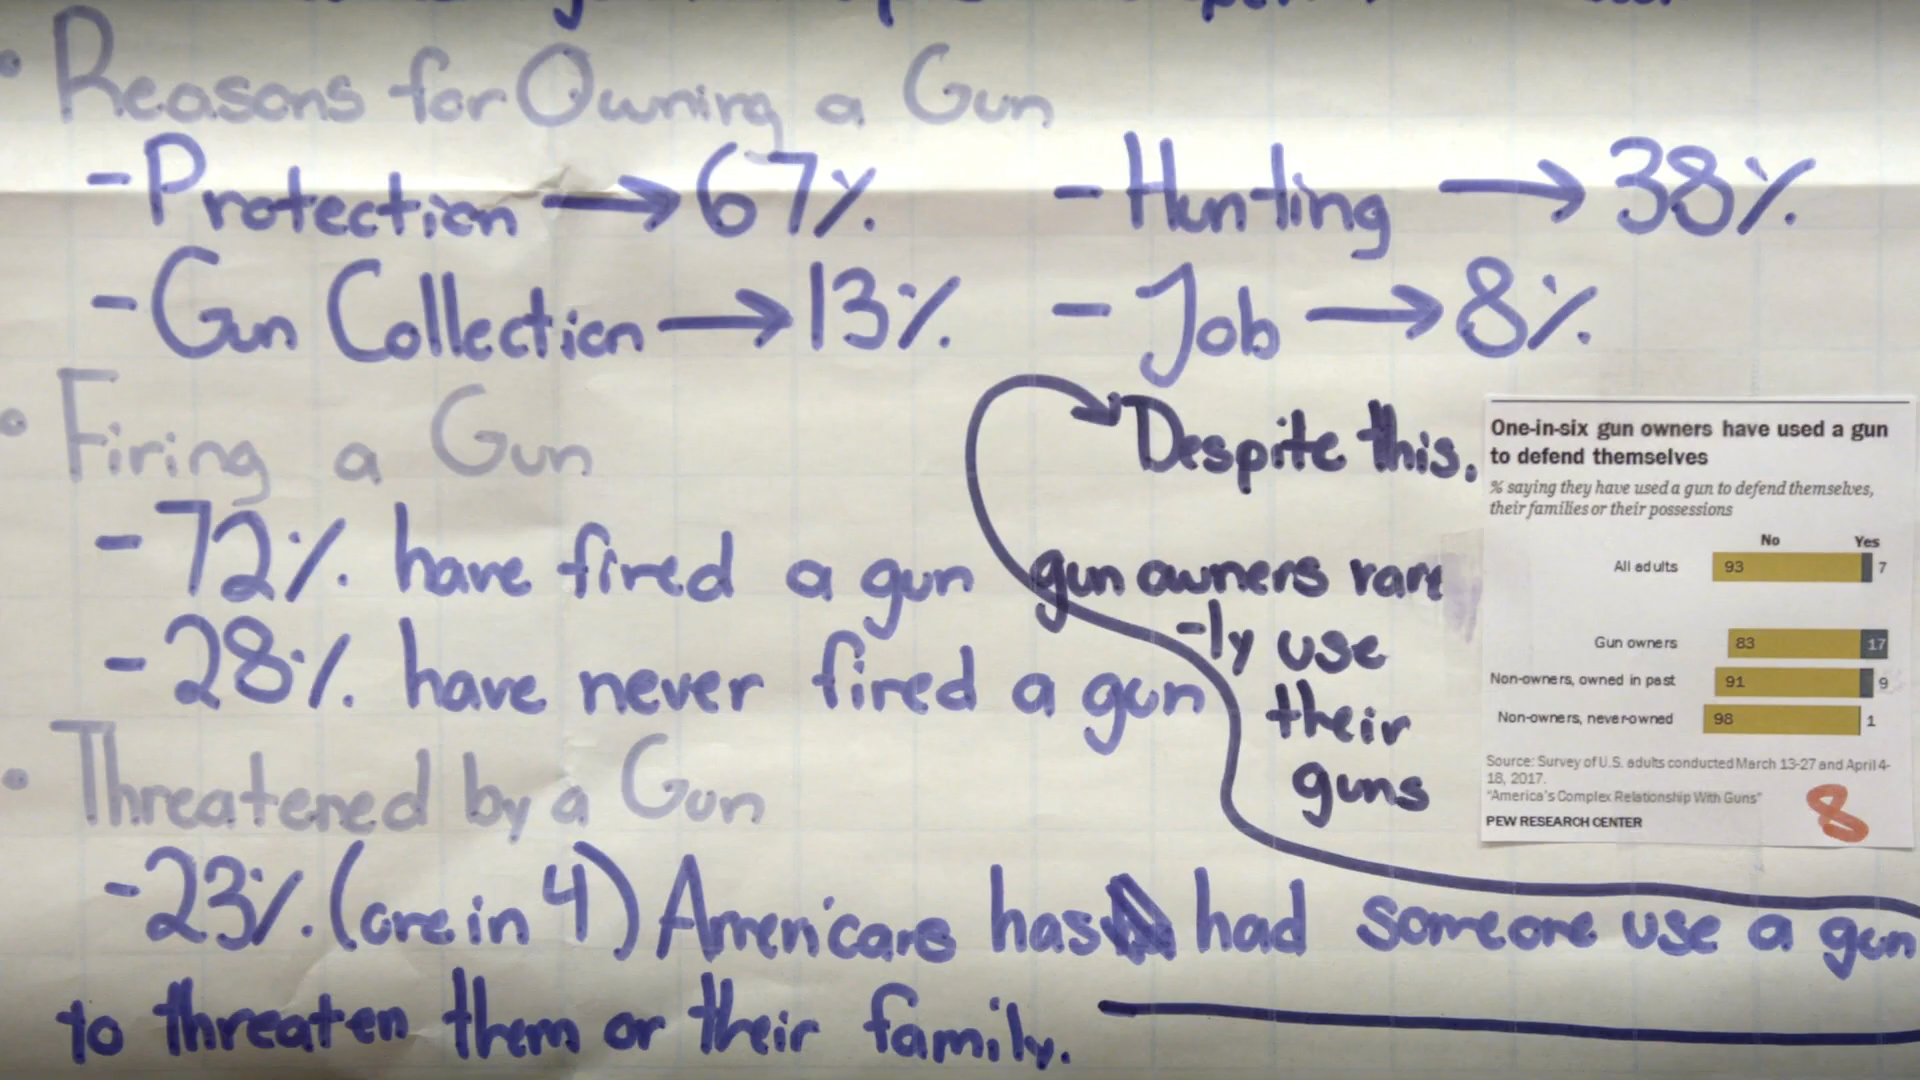 • Reasons for Owning a Gun
- Protection → 67%
- Hunting → 38%
- Gun Collection → 13%
- Job → 8%
• Firing a Gun
- 72% have fired a gun
- 28% have never fired a gun
Despite this,
gun owners rare
-ly use
their
guns
One-in-six gun owners have used a gun
to defend themselves
% saying they have used a gun to defend themselves,
their families or their possessions
No Yes
All adults 93 7
Gun owners 83 17
Non-owners, owned in past 91 9
Non-owners, never owned 98 1
Source: Survey of U.S. adults conducted March 13-27 and April 4-
18, 2017.
"America's Complex Relationship With Guns"
PEW RESEARCH CENTER
8
• Threatened by a Gun
- 23% (one in 4) Americans has had someone use a gun
to threaten them or their family.